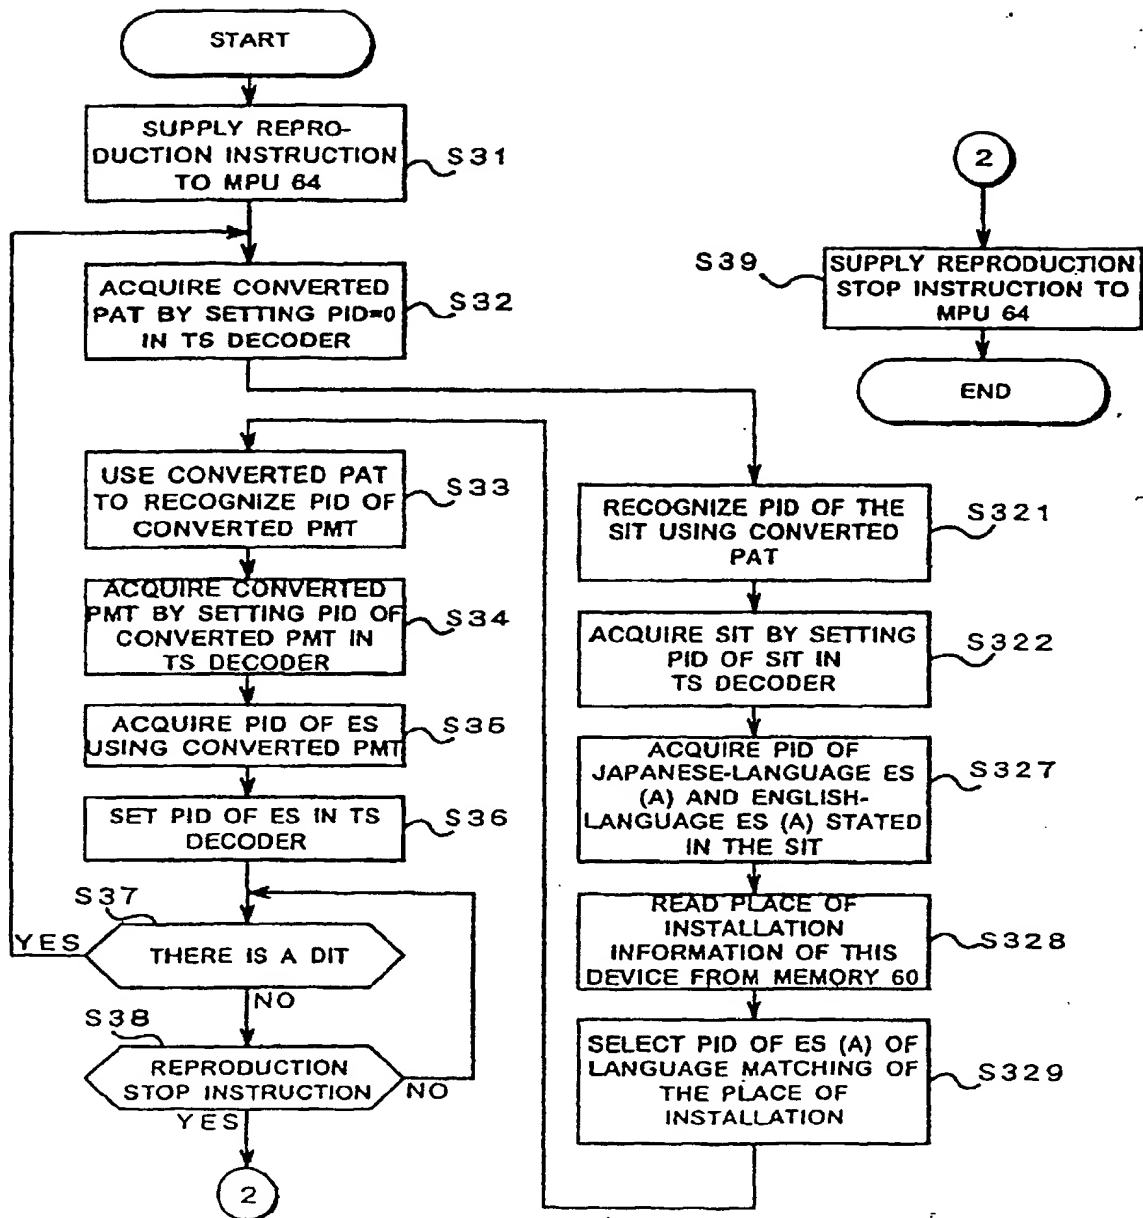 START
SUPPLY REPRO-
DUCTION INSTRUCTION
TO MPU 64
S31
ACQUIRE CONVERTED
PAT BY SETTING PID=0
IN TS DECODER
S32
USE CONVERTED PAT
TO RECOGNIZE PID OF
CONVERTED PMT
S33
ACQUIRE CONVERTED
PMT BY SETTING PID OF
CONVERTED PMT IN
TS DECODER
S34
ACQUIRE PID OF ES
USING CONVERTED PMT
S35
SET PID OF ES IN TS
DECODER
S36
S37
YES
THERE IS A DIT
NO
S38
REPRODUCTION
STOP INSTRUCTION
NO
YES
2
RECOGNIZE PID OF THE
SIT USING CONVERTED
PAT
S321
ACQUIRE SIT BY SETTING
PID OF SIT IN
TS DECODER
S322
ACQUIRE PID OF
JAPANESE-LANGUAGE ES
(A) AND ENGLISH-
LANGUAGE ES (A) STATED
IN THE SIT
S327
READ PLACE OF
INSTALLATION
INFORMATION OF THIS
DEVICE FROM MEMORY 60
S328
SELECT PID OF ES (A) OF
LANGUAGE MATCHING OF
THE PLACE OF
INSTALLATION
S329
2
S39
SUPPLY REPRODUCTION
STOP INSTRUCTION TO
MPU 64
END